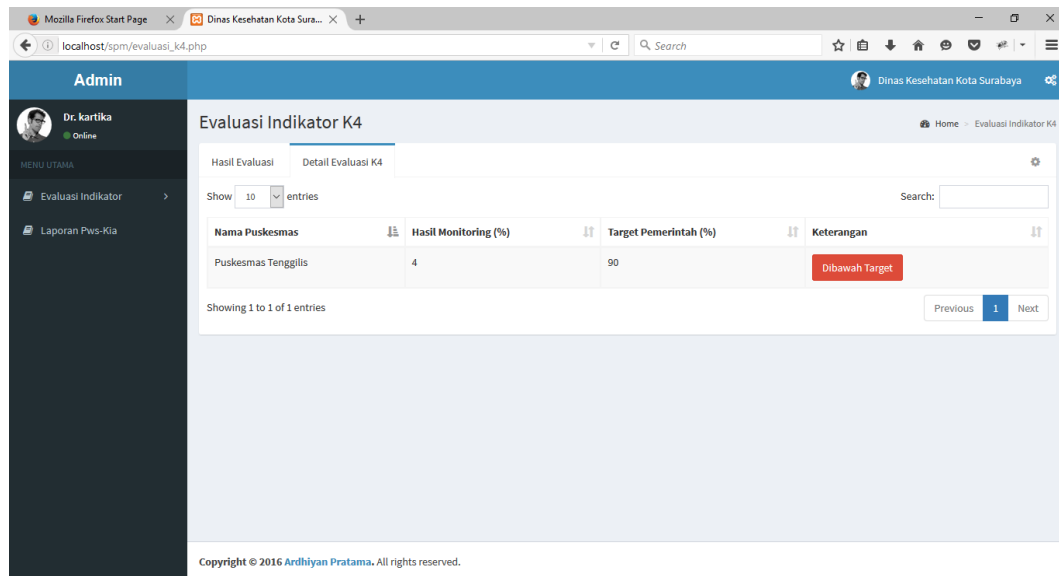 Mozilla Firefox Start Page
Dinas Kesehatan Kota Sura...
localhost/spm/evaluasi_k4.php
Search
Admin
Dinas Kesehatan Kota Surabaya
Dr. kartika
Online
MENU UTAMA
Evaluasi Indikator
Laporan Pws-Kia
Evaluasi Indikator K4
Home > Evaluasi Indikator K4
Hasil Evaluasi Detail Evaluasi K4
Show 10 entries
Search:
Nama Puskesmas Hasil Monitoring (%) Target Pemerintah (%) Keterangan
Puskesmas Tenggilis 4 90 Dibawah Target
Showing 1 to 1 of 1 entries
Previous 1 Next
Copyright © 2016 Ardhiyan Pratama. All rights reserved.